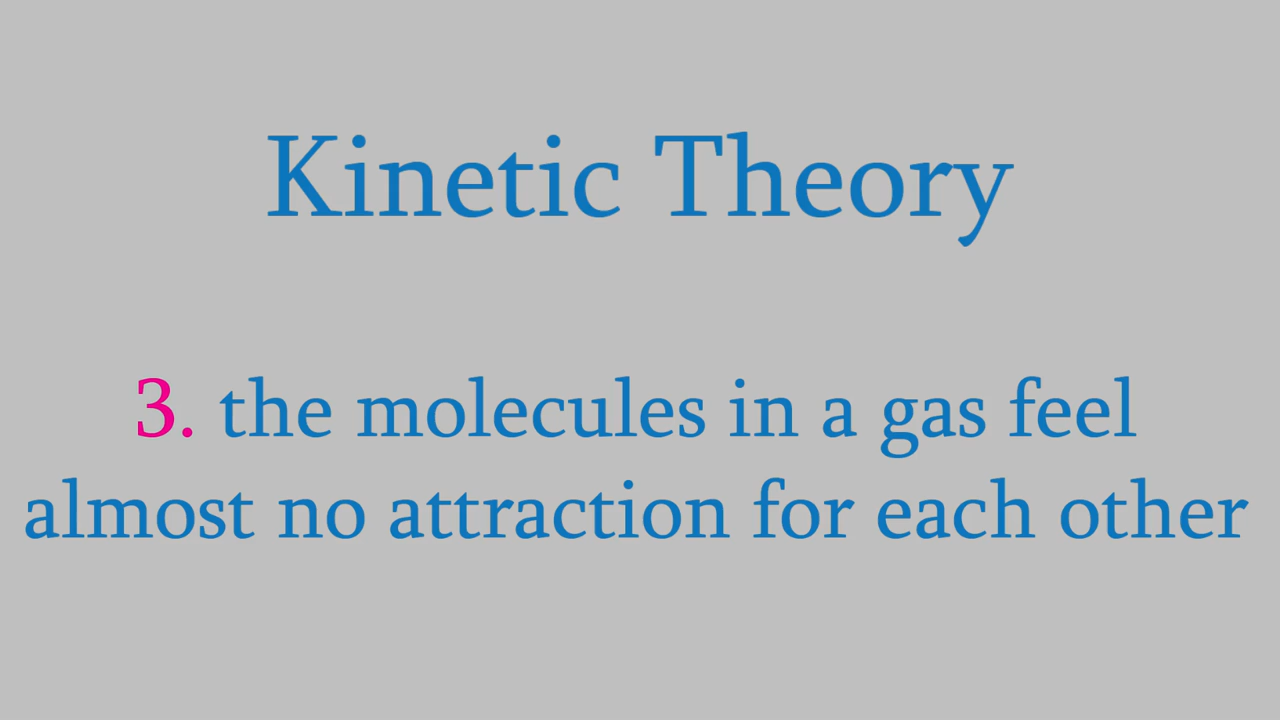 Kinetic Theory
3. the molecules in a gas feel
almost no attraction for each other